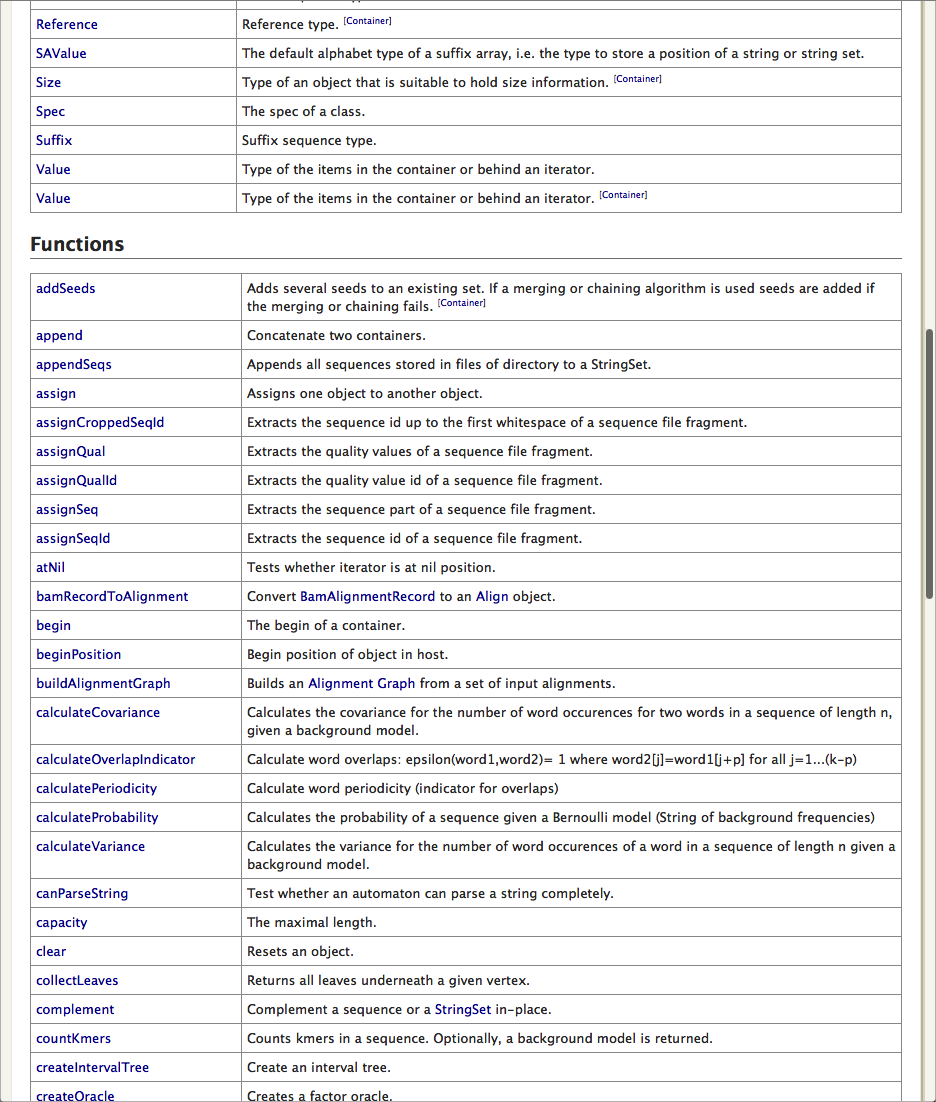 Reference Reference type. [Container]
SAValue The default alphabet type of a suffix array, i.e. the type to store a position of a string or string set.
Size Type of an object that is suitable to hold size information. [Container]
Spec The spec of a class.
Suffix Suffix sequence type.
Value Type of the items in the container or behind an iterator.
Value Type of the items in the container or behind an iterator. [Container]
Functions
addSeeds Adds several seeds to an existing set. If a merging or chaining algorithm is used seeds are added if
the merging or chaining fails. [Container]
append Concatenate two containers.
appendSeqs Appends all sequences stored in files of directory to a StringSet.
assign Assigns one object to another object.
assignCroppedSeqId Extracts the sequence id up to the first whitespace of a sequence file fragment.
assignQual Extracts the quality values of a sequence file fragment.
assignQualId Extracts the quality value id of a sequence file fragment.
assignSeq Extracts the sequence part of a sequence file fragment.
assignSeqId Extracts the sequence id of a sequence file fragment.
atNil Tests whether iterator is at nil position.
bamRecordToAlignment Convert BamAlignmentRecord to an Align object.
begin The begin of a container.
beginPosition Begin position of object in host.
buildAlignmentGraph Builds an Alignment Graph from a set of input alignments.
calculateCovariance Calculates the covariance for the number of word occurences for two words in a sequence of length n,
given a background model.
calculateOverlapIndicator Calculate word overlaps: epsilon(word1,word2)= 1 where word2[j]=word1[j+p] for all j=1...(k-p)
calculatePeriodicity Calculate word periodicity (indicator for overlaps)
calculateProbability Calculates the probability of a sequence given a Bernoulli model (String of background frequencies)
calculateVariance Calculates the variance for the number of word occurences of a word in a sequence of length n given a
background model.
canParseString Test whether an automaton can parse a string completely.
capacity The maximal length.
clear Resets an object.
collectLeaves Returns all leaves underneath a given vertex.
complement Complement a sequence or a StringSet in-place.
countKmers Counts kmers in a sequence. Optionally, a background model is returned.
createIntervalTree Create an interval tree.
createOracle Creates a factor oracle.